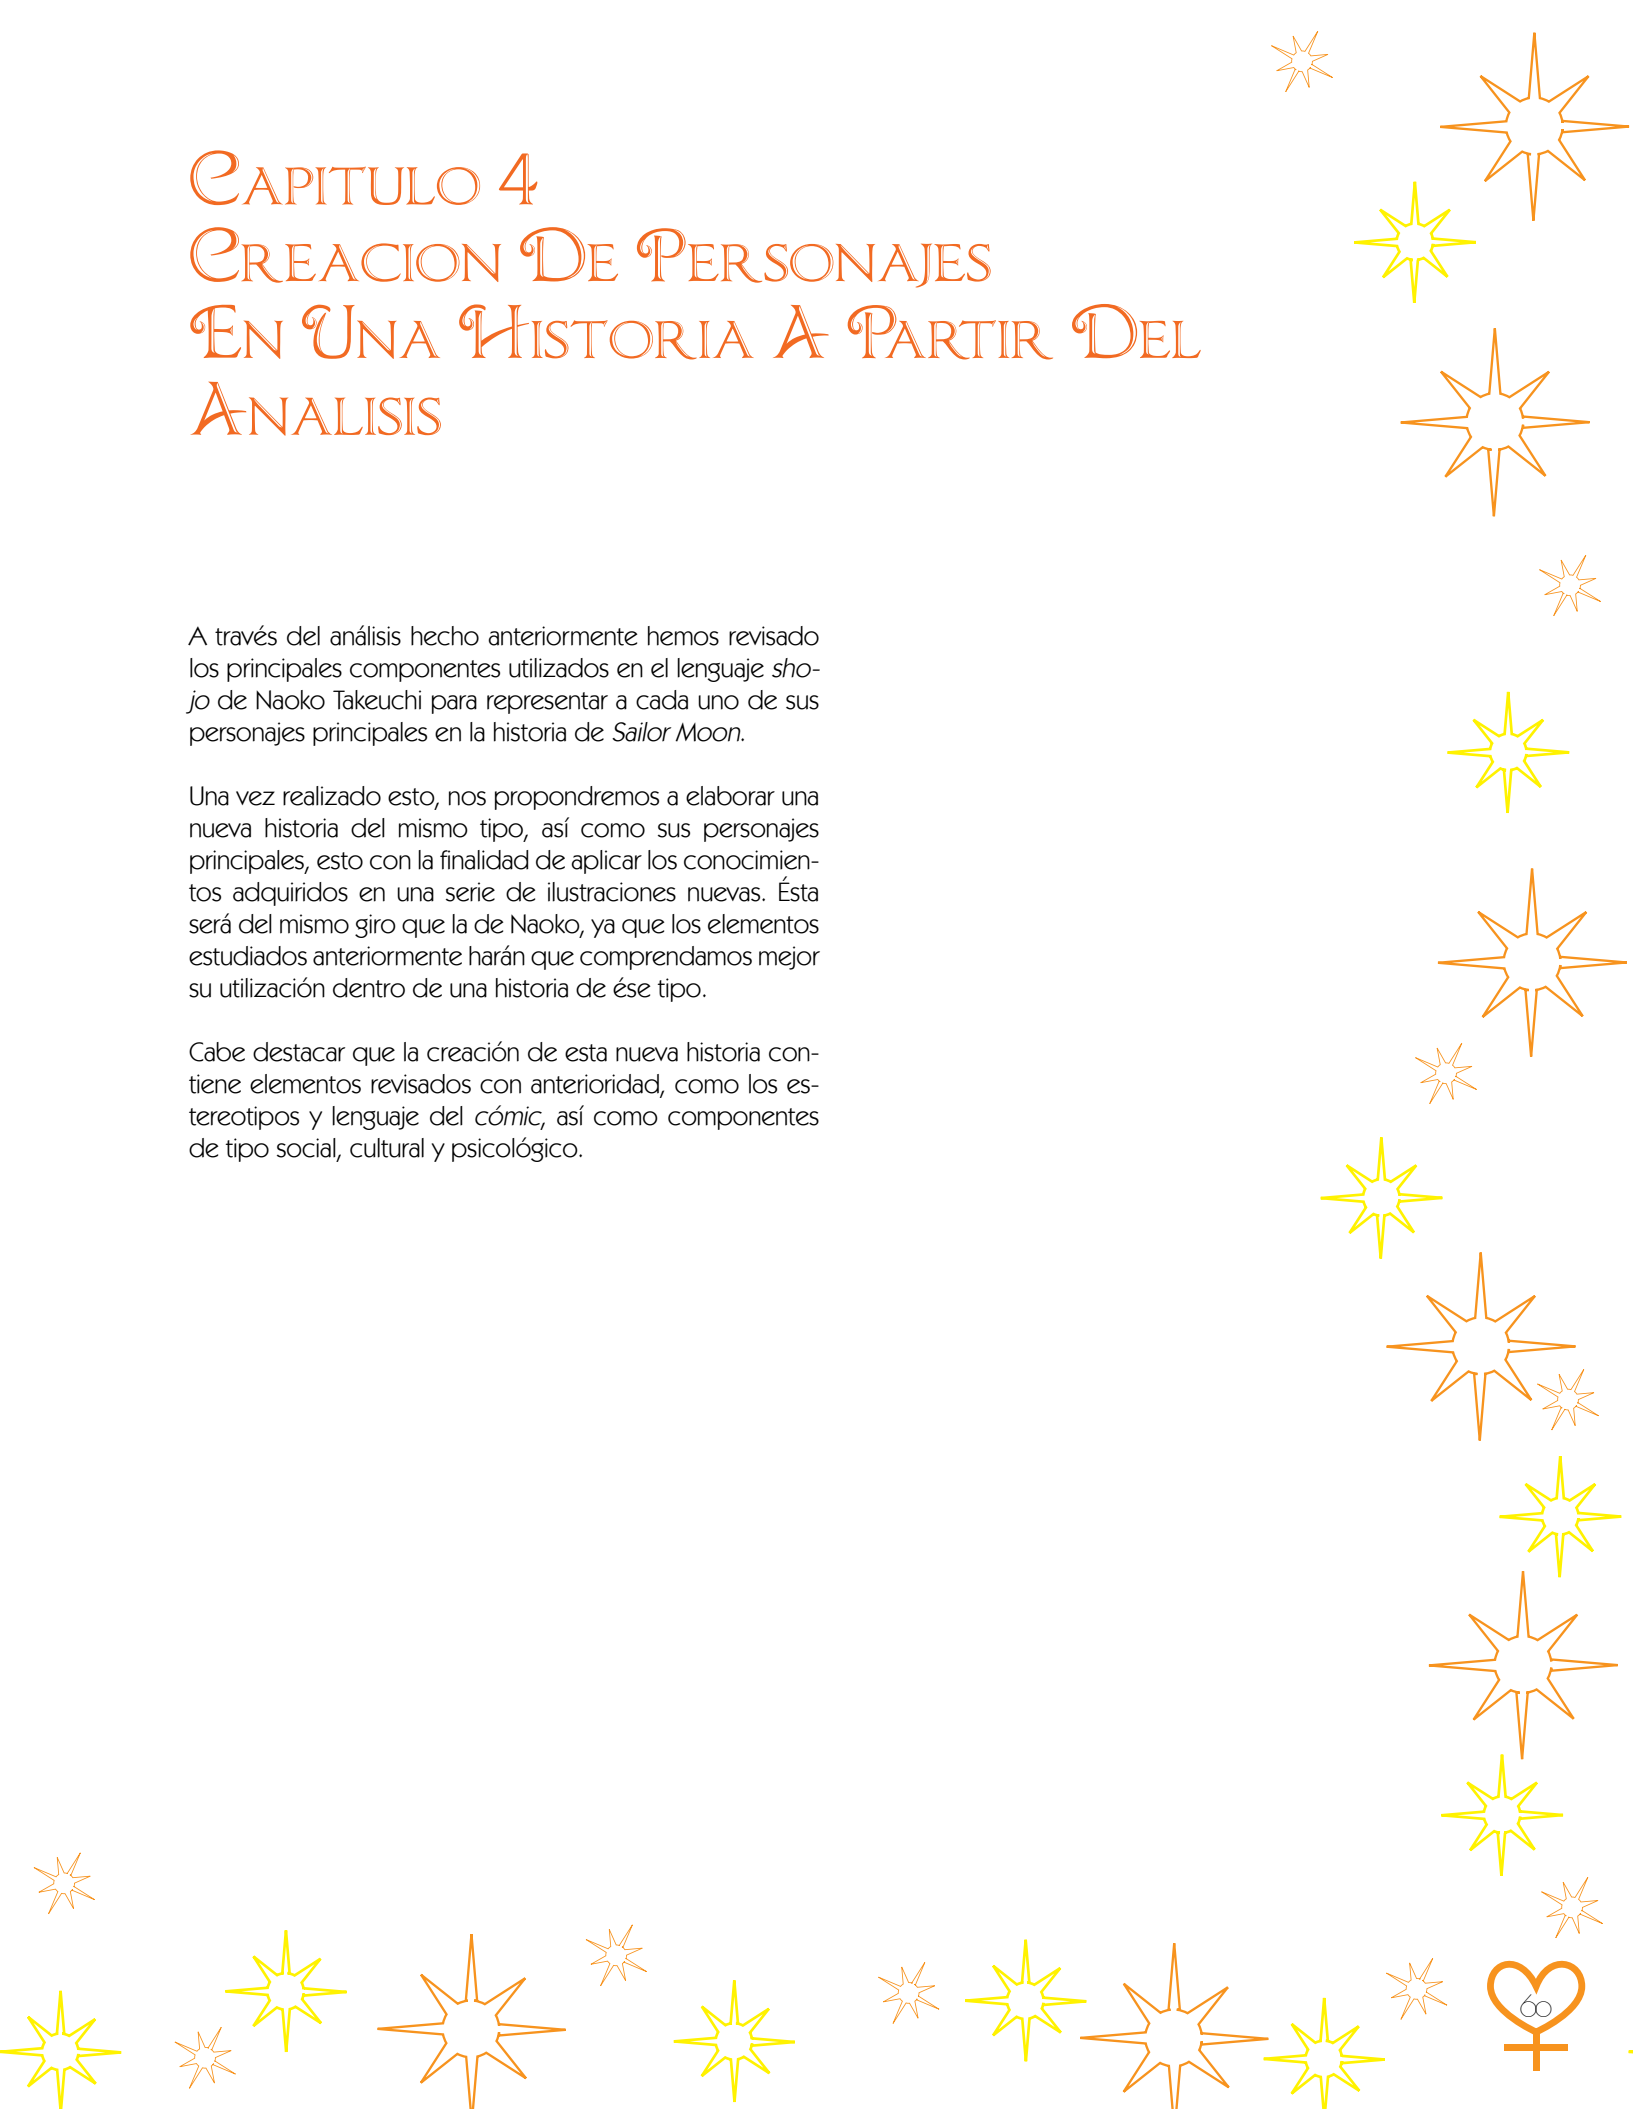 Capitulo 4
Creacion De Personajes
En Una Historia A Partir Del
Analisis
A través del análisis hecho anteriormente hemos revisado
los principales componentes utilizados en el lenguaje sho-
jo de Naoko Takeuchi para representar a cada uno de sus
personajes principales en la historia de Sailor Moon.
Una vez realizado esto, nos propondremos a elaborar una
nueva historia del mismo tipo, así como sus personajes
principales, esto con la finalidad de aplicar los conocimien-
tos adquiridos en una serie de ilustraciones nuevas. Ésta
será del mismo giro que la de Naoko, ya que los elementos
estudiados anteriormente harán que comprendamos mejor
su utilización dentro de una historia de ése tipo.
Cabe destacar que la creación de esta nueva historia con-
tiene elementos revisados con anterioridad, como los es-
tereotipos y lenguaje del cómic, así como componentes
de tipo social, cultural y psicológico.
60